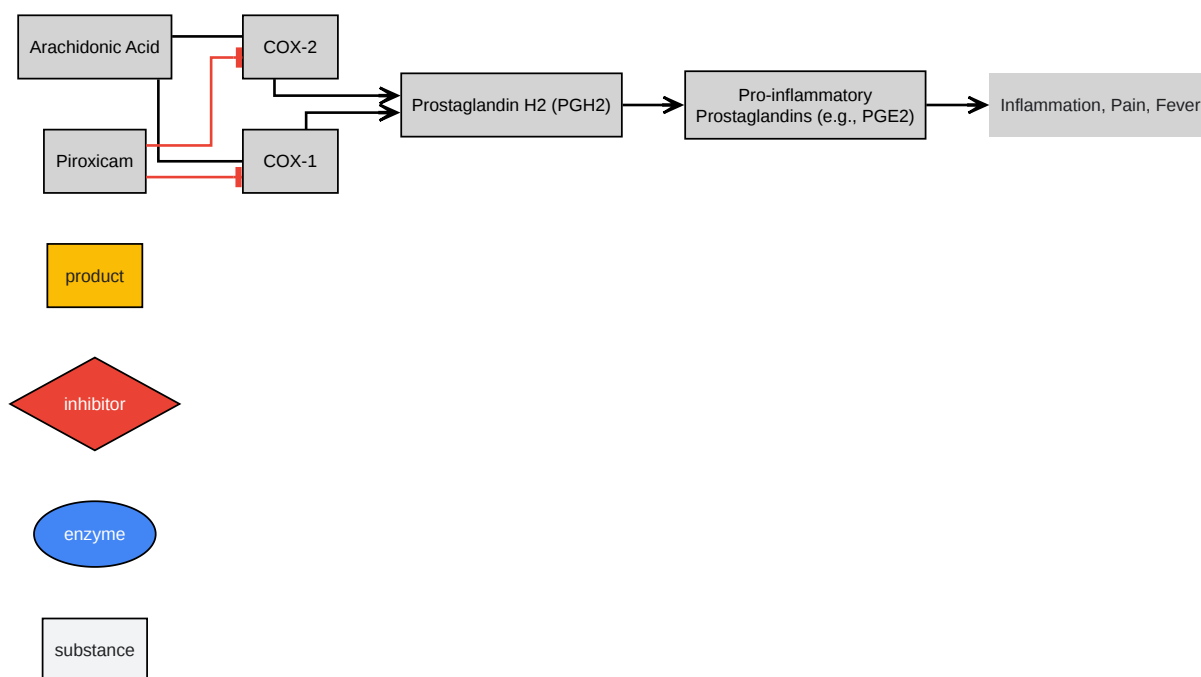 Arachidonic Acid
COX-2
Prostaglandin H2 (PGH2)
Pro-inflammatory
Prostaglandins (e.g., PGE2)
Inflammation, Pain, Fever
Piroxicam
COX-1
product
inhibitor
enzyme
substance